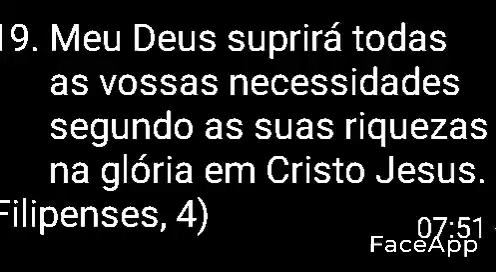 19. Meu Deus suprirá todas
as vossas necessidades
segundo as suas riquezas
na glória em Cristo Jesus.
Filipenses, 4)
07:51
FaceApp